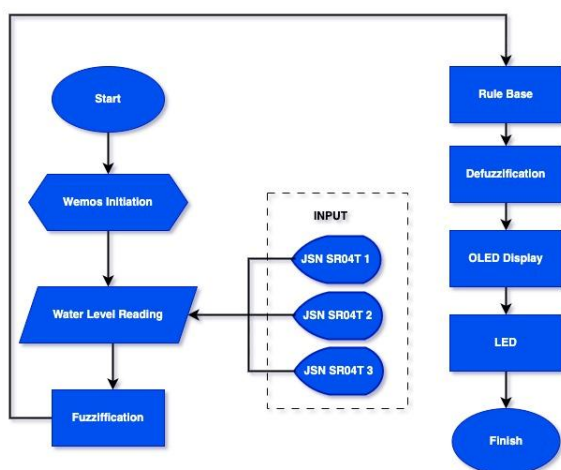 Start
Wemos Initiation
Water Level Reading
Fuzziffication
INPUT
JSN SR04T 1
JSN SR04T 2
JSN SR04T 3
Rule Base
Defuzzification
OLED Display
LED
Finish